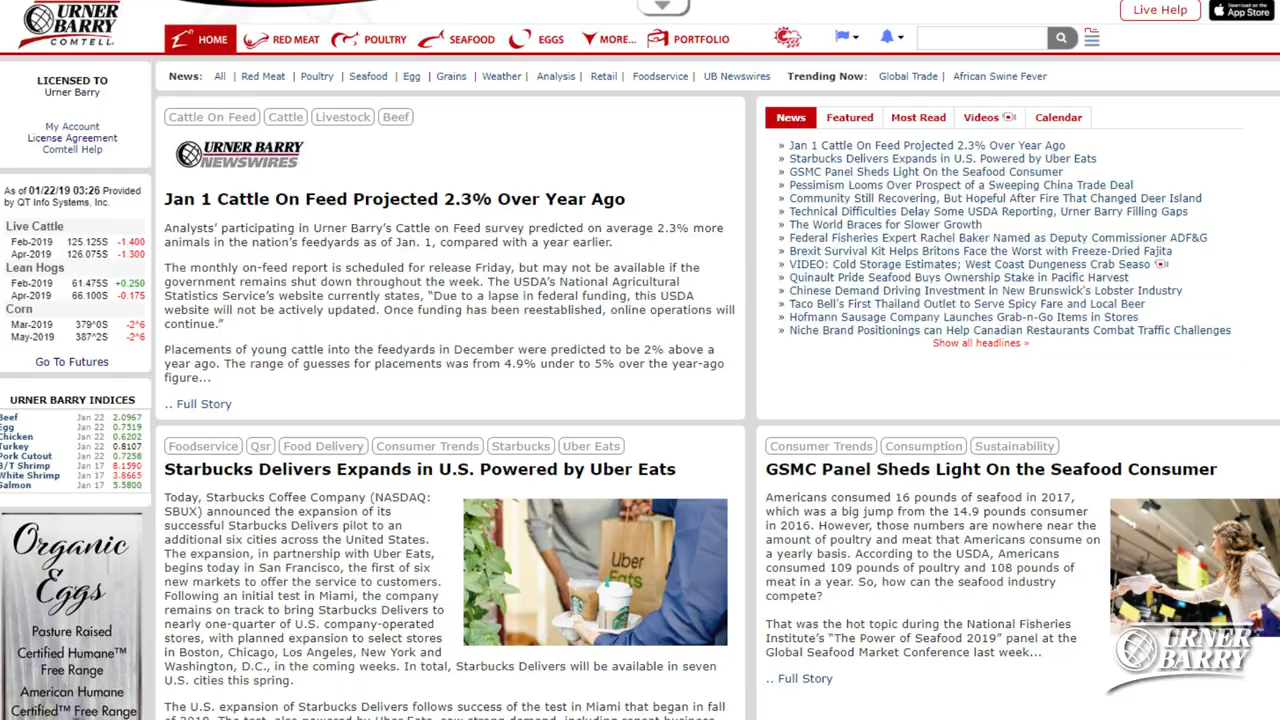 URNER
BARRY
COMTELL
Live Help
Download on the
App Store
HOME
RED MEAT
POULTRY
SEAFOOD
EGGS
MORE...
PORTFOLIO
LICENSED TO
Urner Barry
My Account
License Agreement
Comtell Help
As of 01/22/19 03:26 Provided
by QT Info Systems, Inc.
Live Cattle
Feb-2019 125.125S -1.400
Apr-2019 126.075S -1.300
Lean Hogs
Feb-2019 61.475S +0.250
Apr-2019 66.100S -0.175
Corn
Mar-2019 379^0S -2^6
May-2019 387^2S -2^6
Go To Futures
URNER BARRY INDICES
Beef Jan 22 2.0967
Egg Jan 22 0.7519
Chicken Jan 22 0.6202
Turkey Jan 22 0.8107
Pork Cutout Jan 22 0.7258
B/T Shrimp Jan 17 8.1590
White Shrimp Jan 17 3.8665
Salmon Jan 17 5.5800
Organic
Eggs
Pasture Raised
Certified Humane™
Free Range
American Humane
Certified™ Free Range
News: All | Red Meat | Poultry | Seafood | Egg | Grains | Weather | Analysis | Retail | Foodservice | UB Newswires Trending Now: Global Trade | African Swine Fever
Cattle On Feed Cattle Livestock Beef
URNER BARRY
NEWSWIRES
Jan 1 Cattle On Feed Projected 2.3% Over Year Ago
Analysts’ participating in Urner Barry’s Cattle on Feed survey predicted on average 2.3% more
animals in the nation’s feedyards as of Jan. 1, compared with a year earlier.
The monthly on-feed report is scheduled for release Friday, but may not be available if the
government remains shut down throughout the week. The USDA’s National Agricultural
Statistics Service’s website currently states, “Due to a lapse in federal funding, this USDA
website will not be actively updated. Once funding has been reestablished, online operations will
continue.”
Placements of young cattle into the feedyards in December were predicted to be 2% above a
year ago. The range of guesses for placements was from 4.9% under to 5% over the year-ago
figure...
.. Full Story
News Featured Most Read Videos Calendar
» Jan 1 Cattle On Feed Projected 2.3% Over Year Ago
» Starbucks Delivers Expands in U.S. Powered by Uber Eats
» GSMC Panel Sheds Light On the Seafood Consumer
» Pessimism Looms Over Prospect of a Sweeping China Trade Deal
» Community Still Recovering, But Hopeful After Fire That Changed Deer Island
» Technical Difficulties Delay Some USDA Reporting, Urner Barry Filling Gaps
» The World Braces for Slower Growth
» Federal Fisheries Expert Rachel Baker Named as Deputy Commissioner ADF&G
» Brexit Survival Kit Helps Britons Face the Worst with Freeze-Dried Fajita
» VIDEO: Cold Storage Estimates; West Coast Dungeness Crab Seaso
» Quinault Pride Seafood Buys Ownership Stake in Pacific Harvest
» Chinese Demand Driving Investment in New Brunswick's Lobster Industry
» Taco Bell’s First Thailand Outlet to Serve Spicy Fare and Local Beer
» Hofmann Sausage Company Launches Grab-n-Go Items in Stores
» Niche Brand Positionings can Help Canadian Restaurants Combat Traffic Challenges
Show all headlines »
Foodservice Qsr Food Delivery Consumer Trends Starbucks Uber Eats
Starbucks Delivers Expands in U.S. Powered by Uber Eats
Today, Starbucks Coffee Company (NASDAQ:
SBUX) announced the expansion of its
successful Starbucks Delivers pilot to an
additional six cities across the United States.
The expansion, in partnership with Uber Eats,
begins today in San Francisco, the first of six
new markets to offer the service to customers.
Following an initial test in Miami, the company
remains on track to bring Starbucks Delivers to
nearly one-quarter of U.S. company-operated
stores, with planned expansion to select stores
in Boston, Chicago, Los Angeles, New York and
Washington, D.C., in the coming weeks. In total, Starbucks Delivers will be available in seven
U.S. cities this spring.
The U.S. expansion of Starbucks Delivers follows success of the test in Miami that began in fall
Uber
Eats
Consumer Trends Consumption Sustainability
GSMC Panel Sheds Light On the Seafood Consumer
Americans consumed 16 pounds of seafood in 2017,
which was a big jump from the 14.9 pounds consumer
in 2016. However, those numbers are nowhere near the
amount of poultry and meat that Americans consume on
a yearly basis. According to the USDA, Americans
consumed 109 pounds of poultry and 108 pounds of
meat in a year. So, how can the seafood industry
compete?
That was the hot topic during the National Fisheries
Institute’s “The Power of Seafood 2019” panel at the
Global Seafood Market Conference last week...
.. Full Story
URNER
BARRY